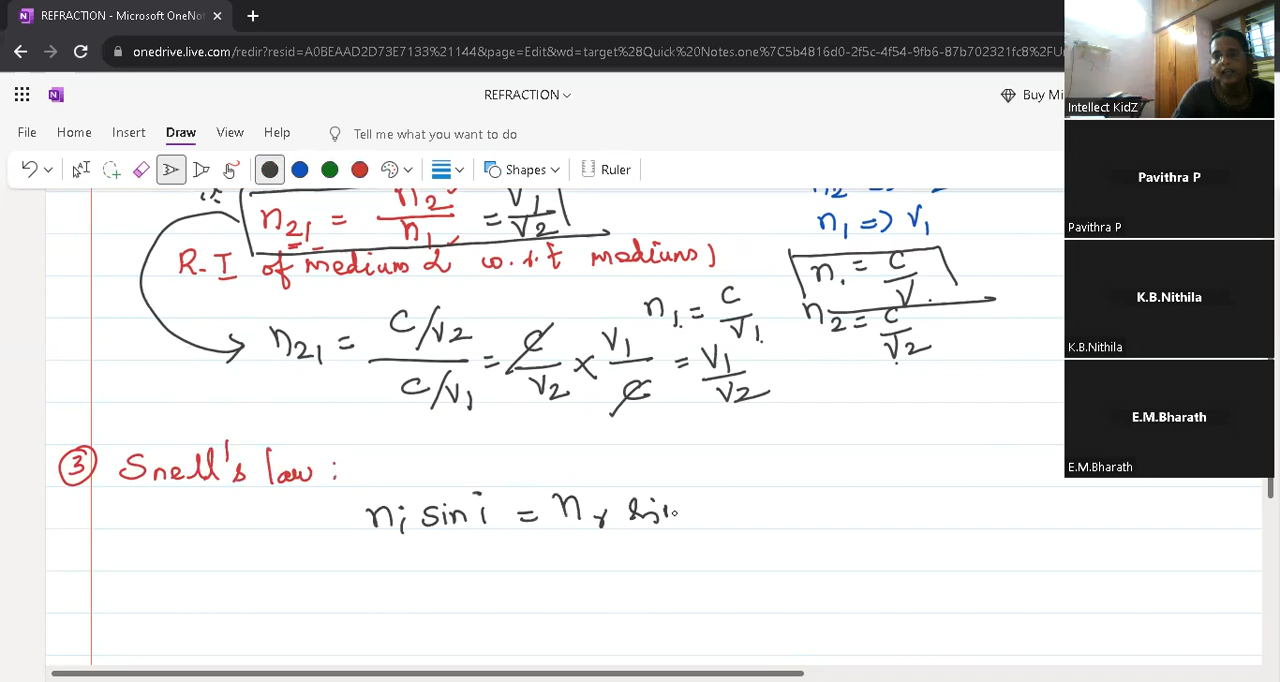 REFRACTION - Microsoft OneNot
onedrive.live.com/redir?resid=A0BEAAD2D73E7133%21144&page=Edit&wd=target%28Quick%20Notes.one%7C5b4816d0-2f5c-4f54-9fb6-87b702321fc8%2FU
REFRACTION
Buy Mi
File Home Insert Draw View Help Tell me what you want to do
Shapes Ruler
Intellect KidZ
Pavithra P
Pavithra P
K.B.Nithila
K.B.Nithila
E.M.Bharath
E.M.Bharath
n21 = n2/n1 = V1/V2
n1 => V1
R.I of medium 2 w.r.t medium 1
n = C/V
n1 = C/V1
n2 = C/V2
n21 = C/V2 / C/V1 = C/V2 × V1/C = V1/V2
3 Snell's law :
ni sin i = nr